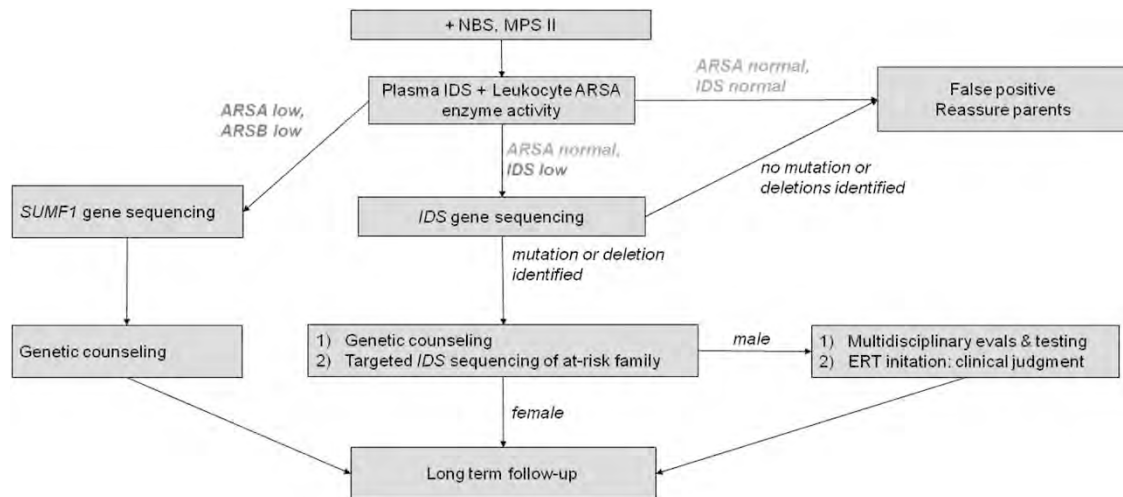 + NBS, MPS II
Plasma IDS + Leukocyte ARSA
enzyme activity
ARSA normal,
IDS normal
False positive
Reassure parents
ARSA low,
ARSB low
ARSA normal,
IDS low
no mutation or
deletions identified
SUMF1 gene sequencing
IDS gene sequencing
mutation or deletion
identified
Genetic counseling
1) Genetic counseling
2) Targeted IDS sequencing of at-risk family
male
1) Multidisciplinary evals & testing
2) ERT initation: clinical judgment
female
Long term follow-up